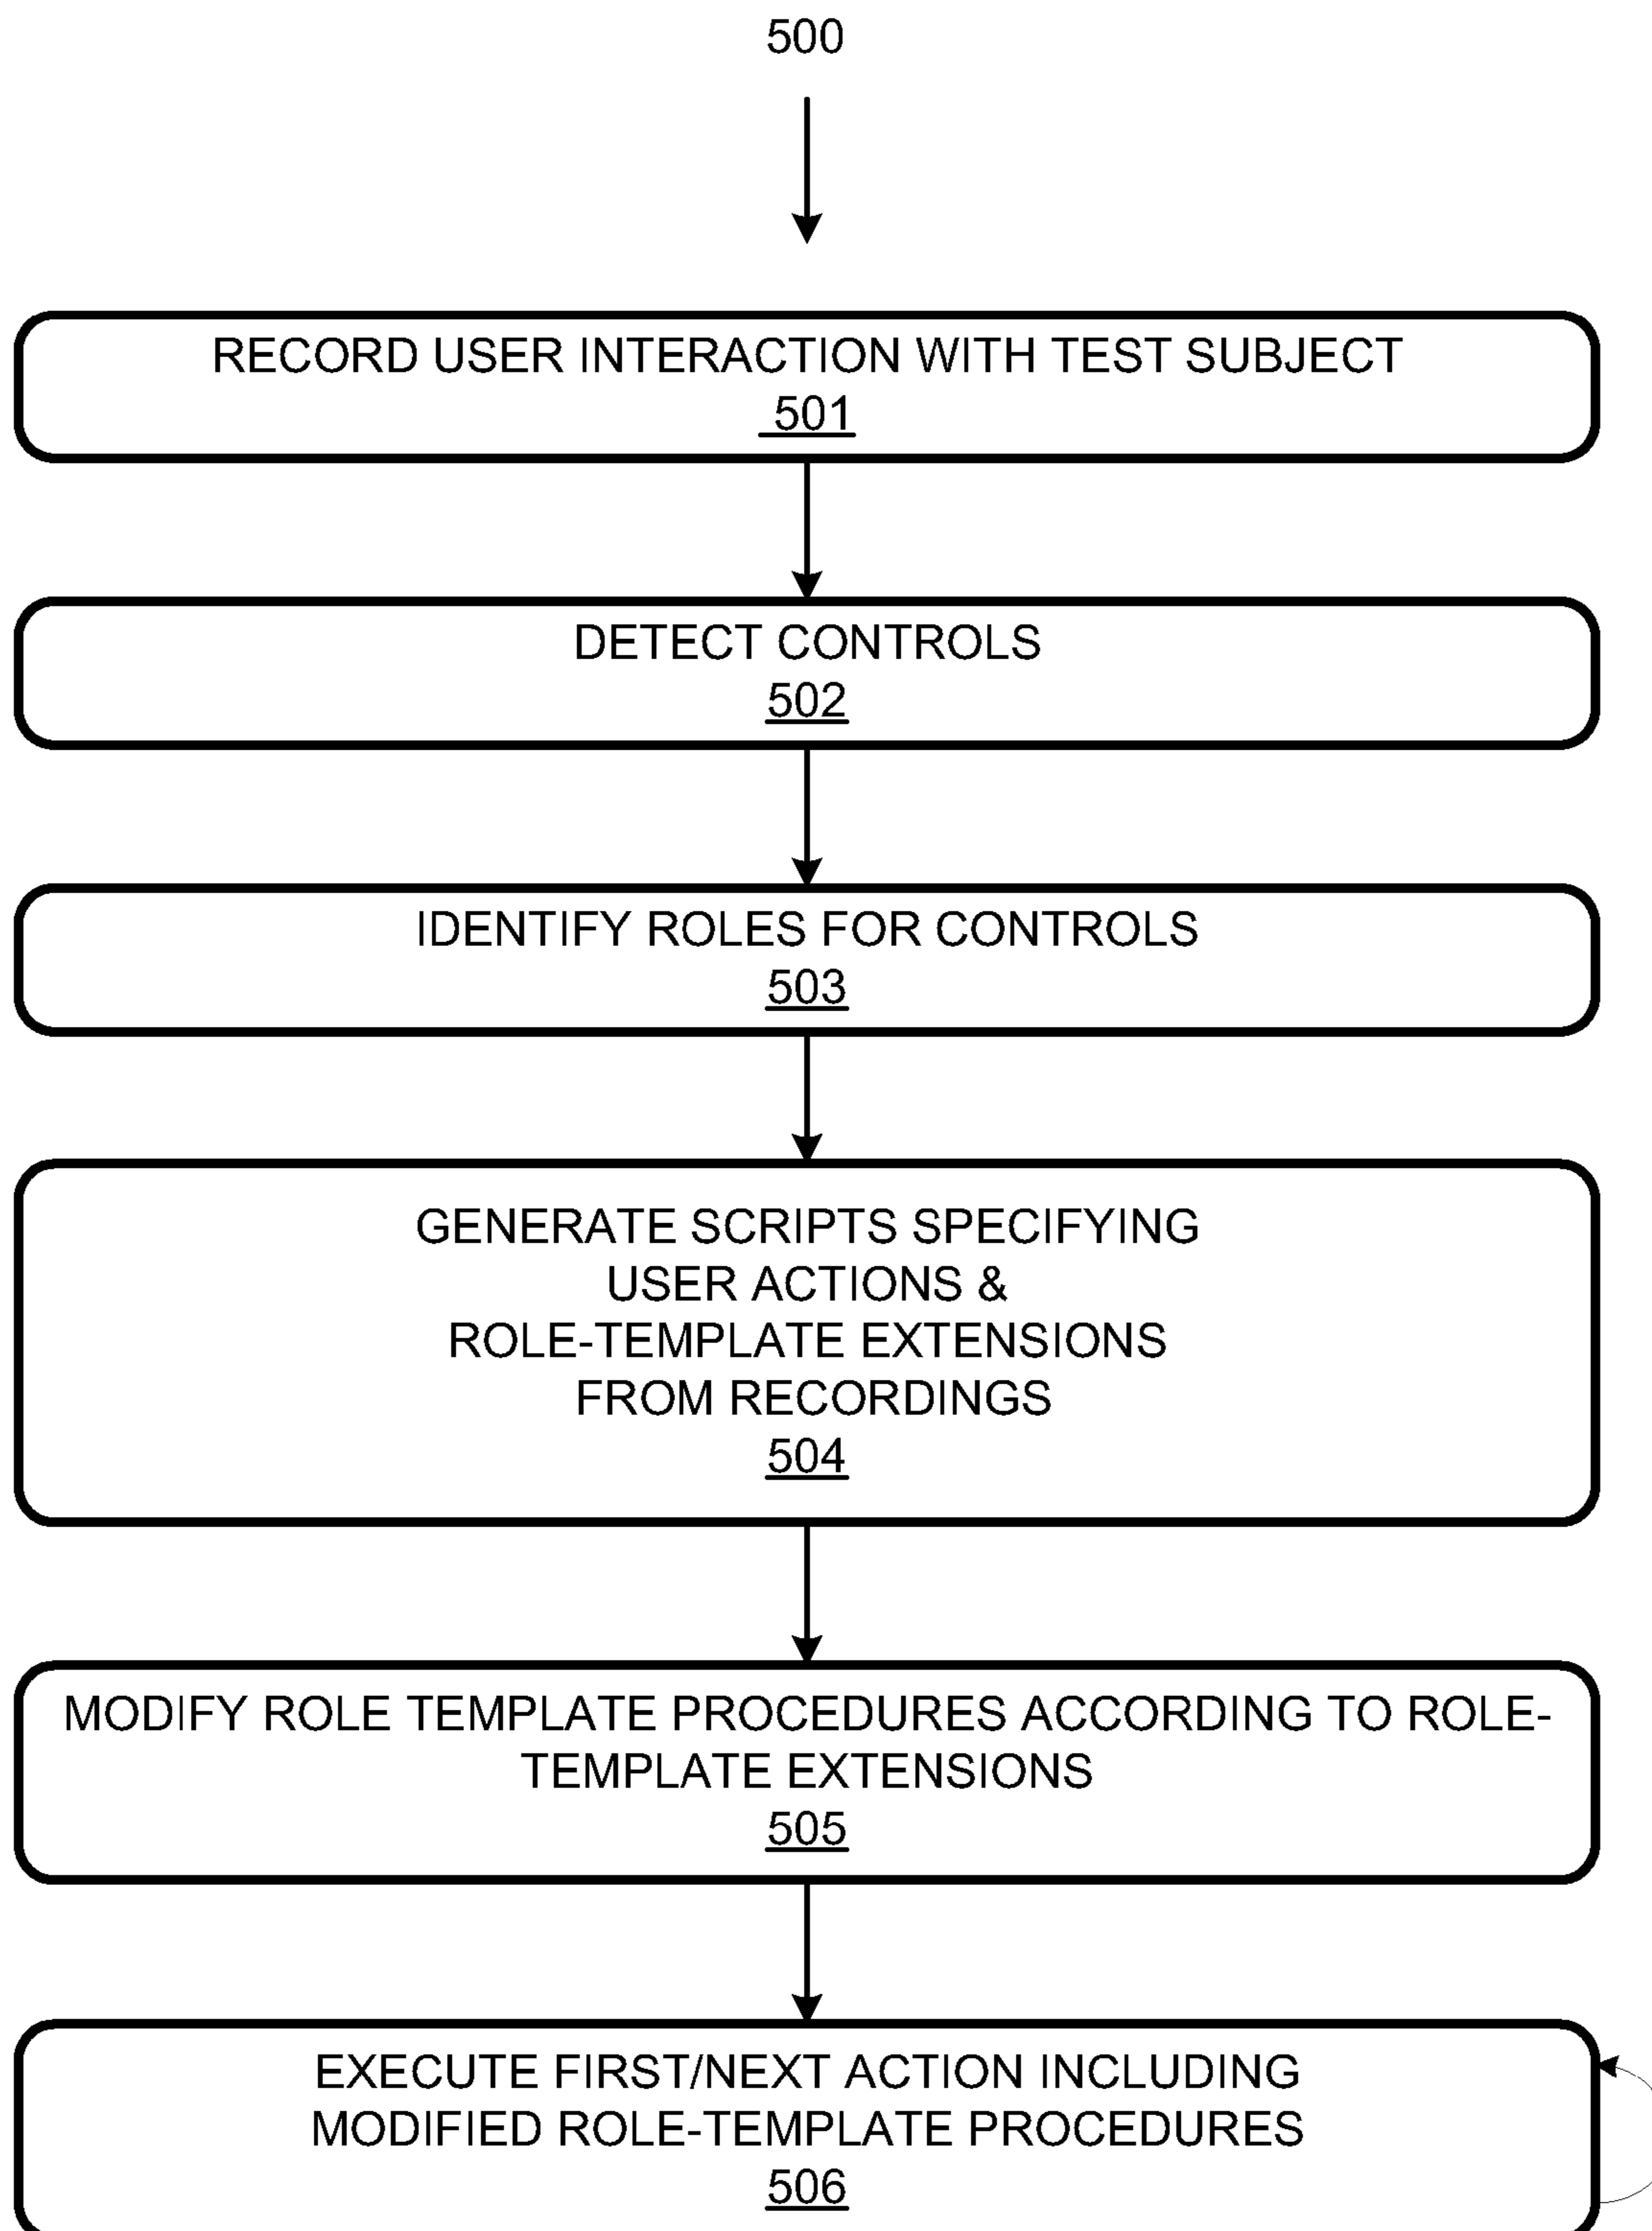 500
RECORD USER INTERACTION WITH TEST SUBJECT
501
DETECT CONTROLS
502
IDENTIFY ROLES FOR CONTROLS
503
GENERATE SCRIPTS SPECIFYING
USER ACTIONS &
ROLE-TEMPLATE EXTENSIONS
FROM RECORDINGS
504
MODIFY ROLE TEMPLATE PROCEDURES ACCORDING TO ROLE-
TEMPLATE EXTENSIONS
505
EXECUTE FIRST/NEXT ACTION INCLUDING
MODIFIED ROLE-TEMPLATE PROCEDURES
506